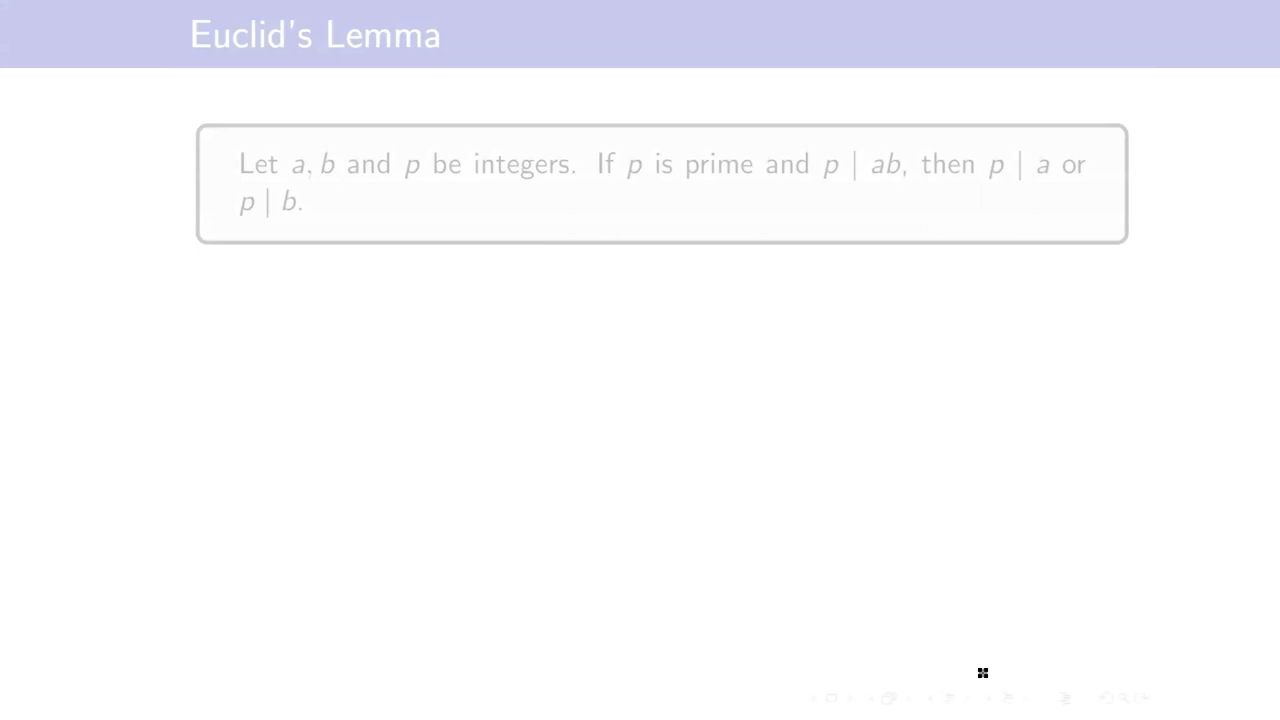 Euclid's Lemma
Let a, b and p be integers. If p is prime and p | ab, then p | a or
p | b.